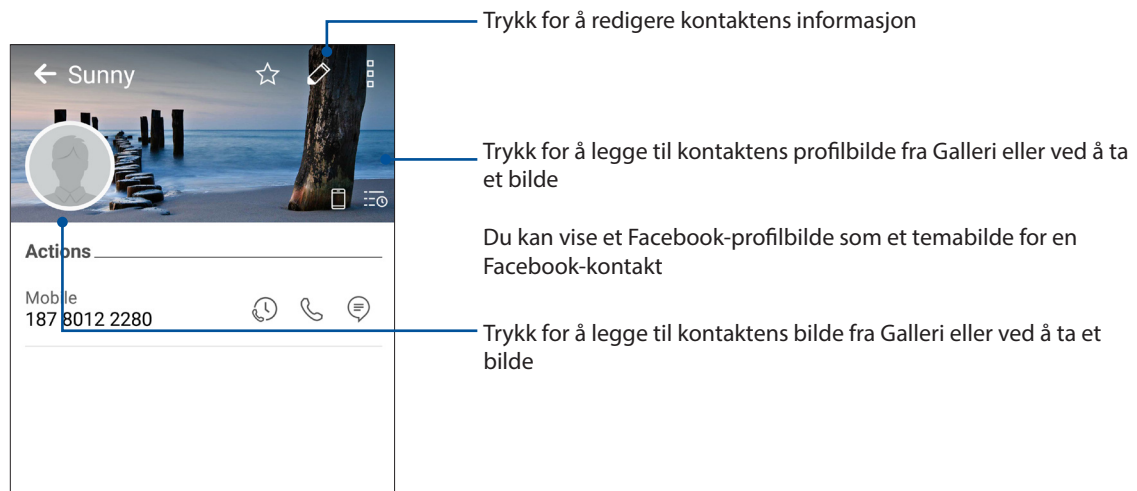 Trykk for å redigere kontaktens informasjon
Sunny
Trykk for å legge til kontaktens profilbilde fra Galleri eller ved å ta
et bilde
Du kan vise et Facebook-profilbilde som et temabilde for en
Facebook-kontakt
Actions
Mobile
187 8012 2280
Trykk for å legge til kontaktens bilde fra Galleri eller ved å ta et
bilde